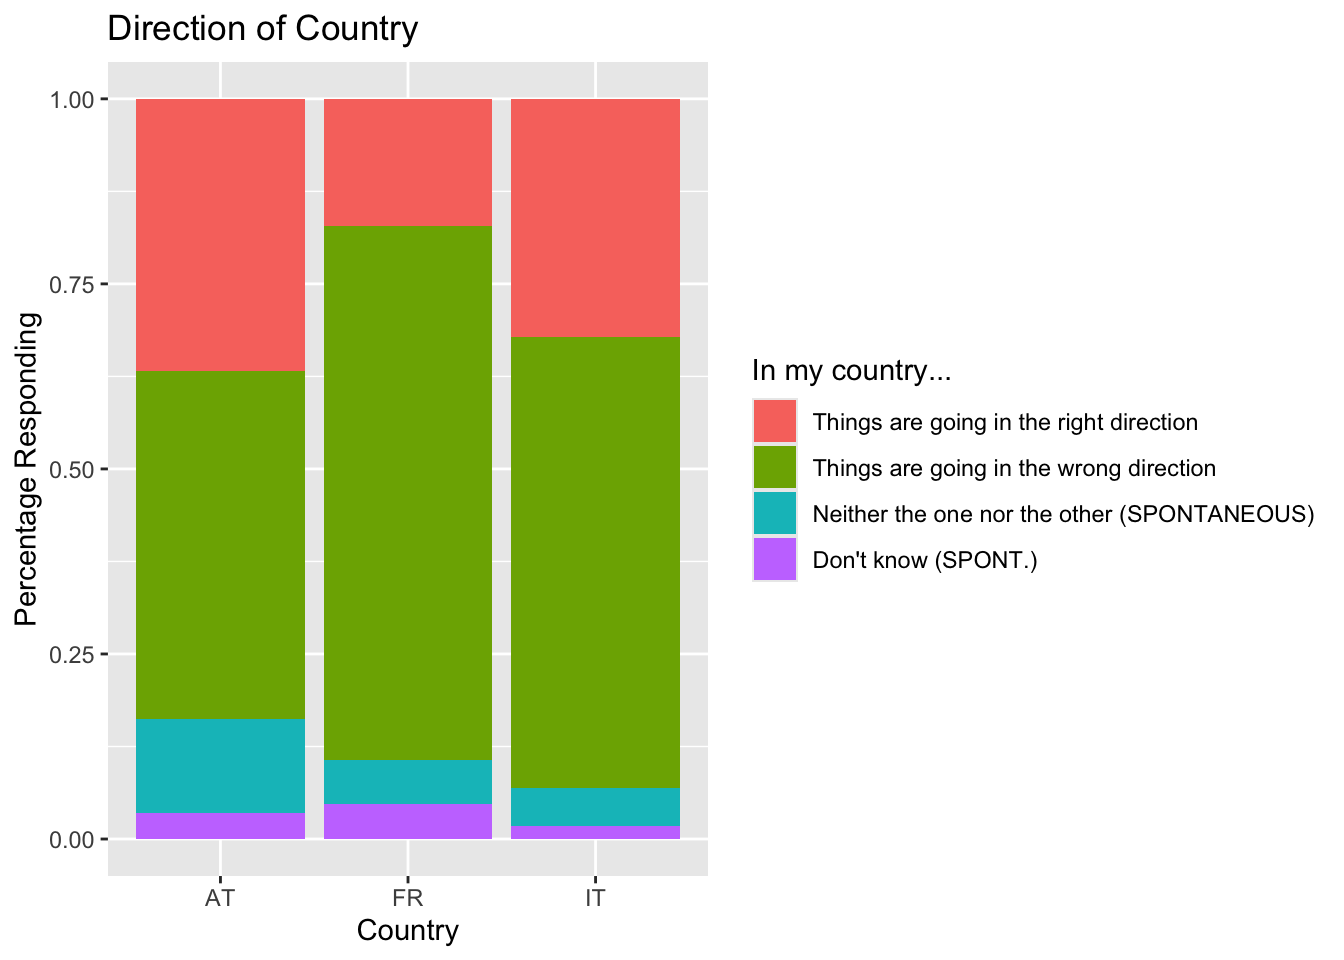 Direction of Country
1.00
0.75
0.50
0.25
0.00
Percentage Responding
AT
FR
IT
Country
In my country...
Things are going in the right direction
Things are going in the wrong direction
Neither the one nor the other (SPONTANEOUS)
Don't know (SPONT.)